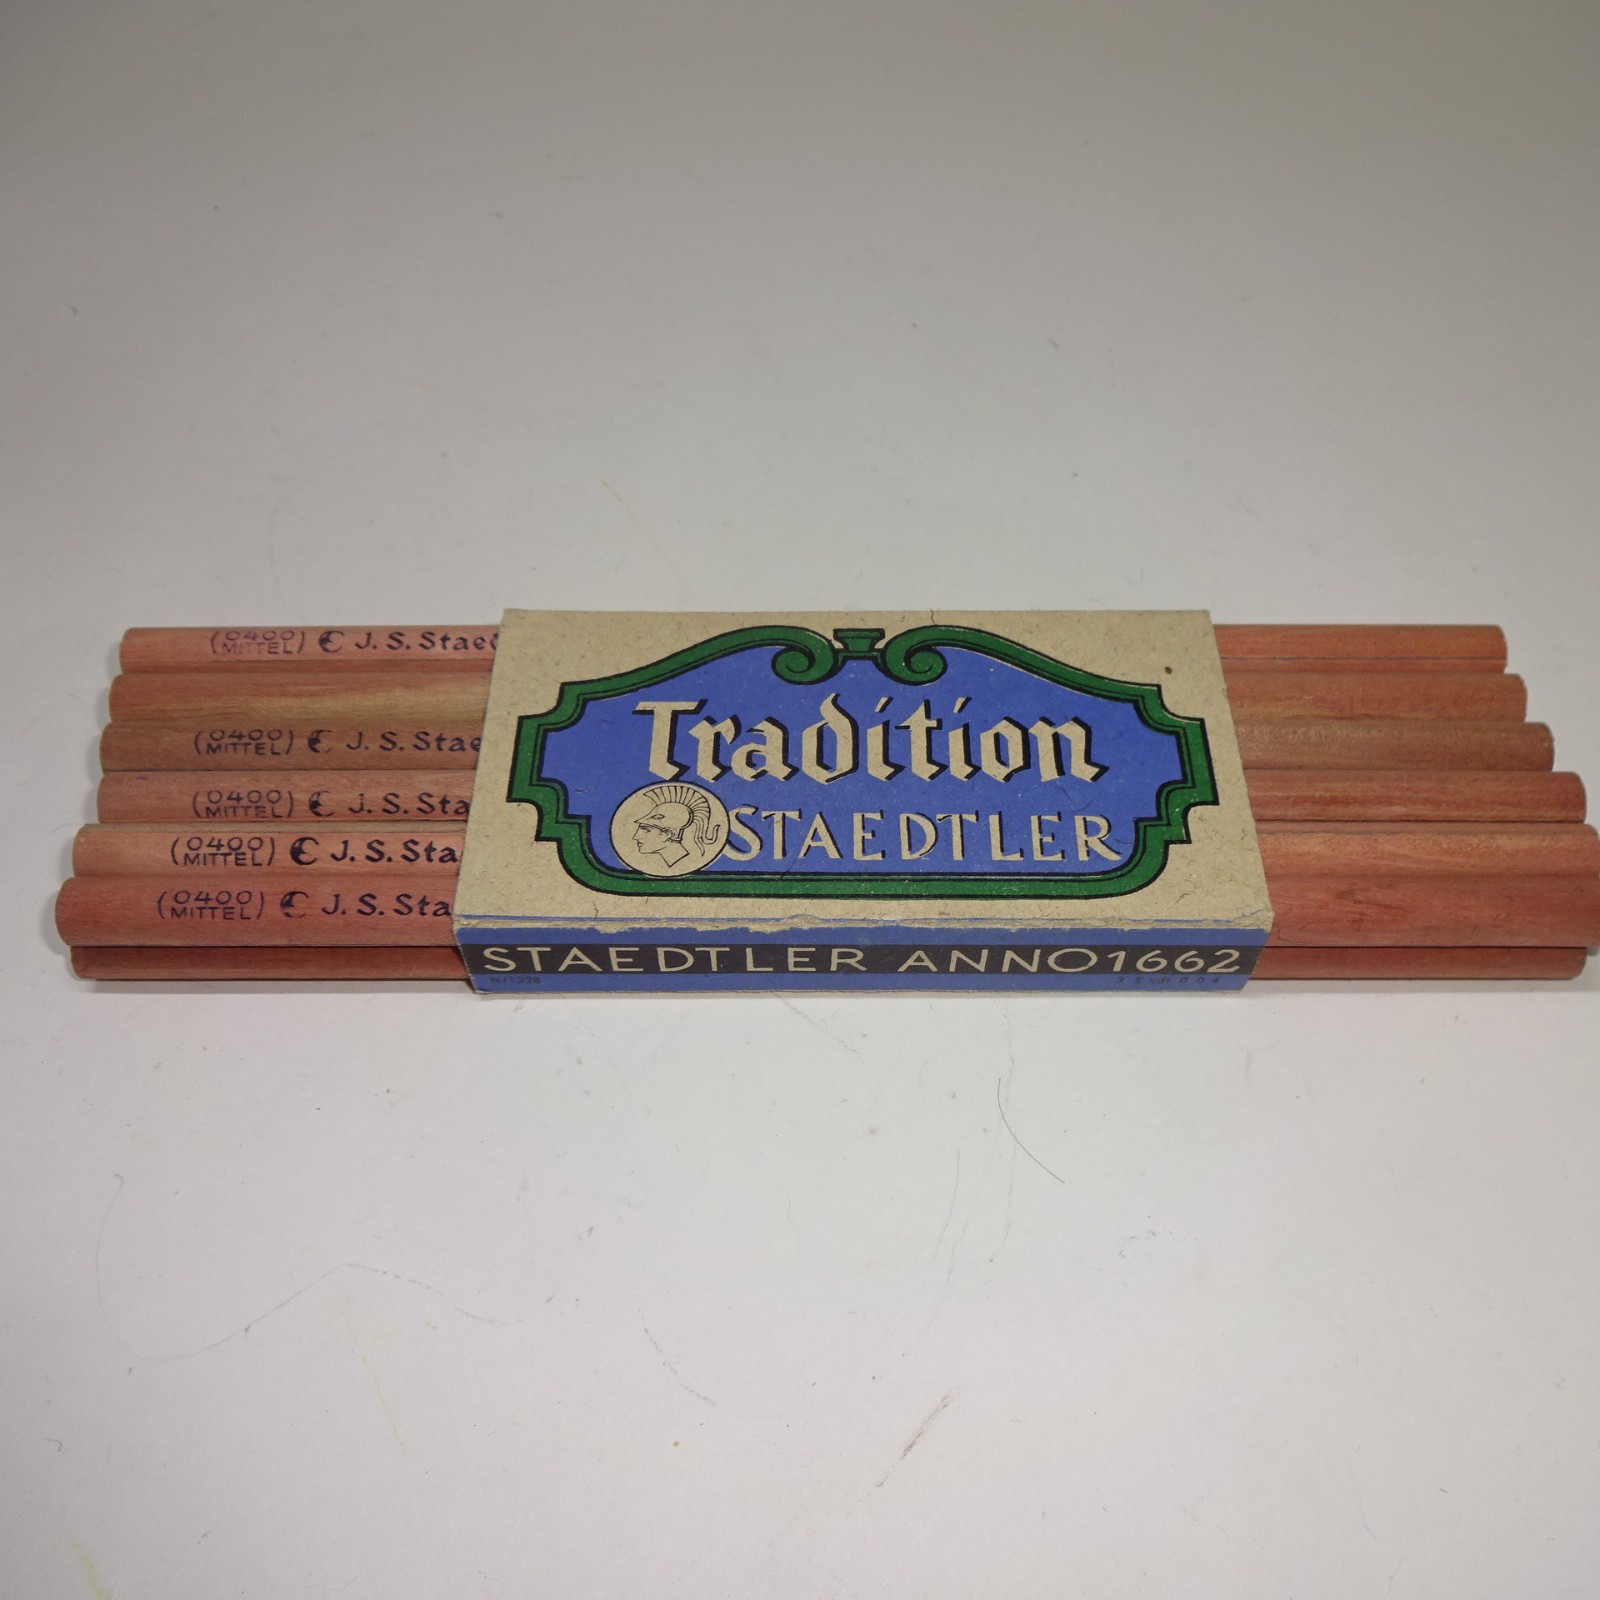 (0400 MITTEL) J. S. Staed
(0400 MITTEL) J. S. Stae
(0400 MITTEL) J. S. Sta
(0400 MITTEL) J. S. Sta
(0400 MITTEL) J. S. Sta
Tradition
STAEDTLER
STAEDTLER ANNO 1662